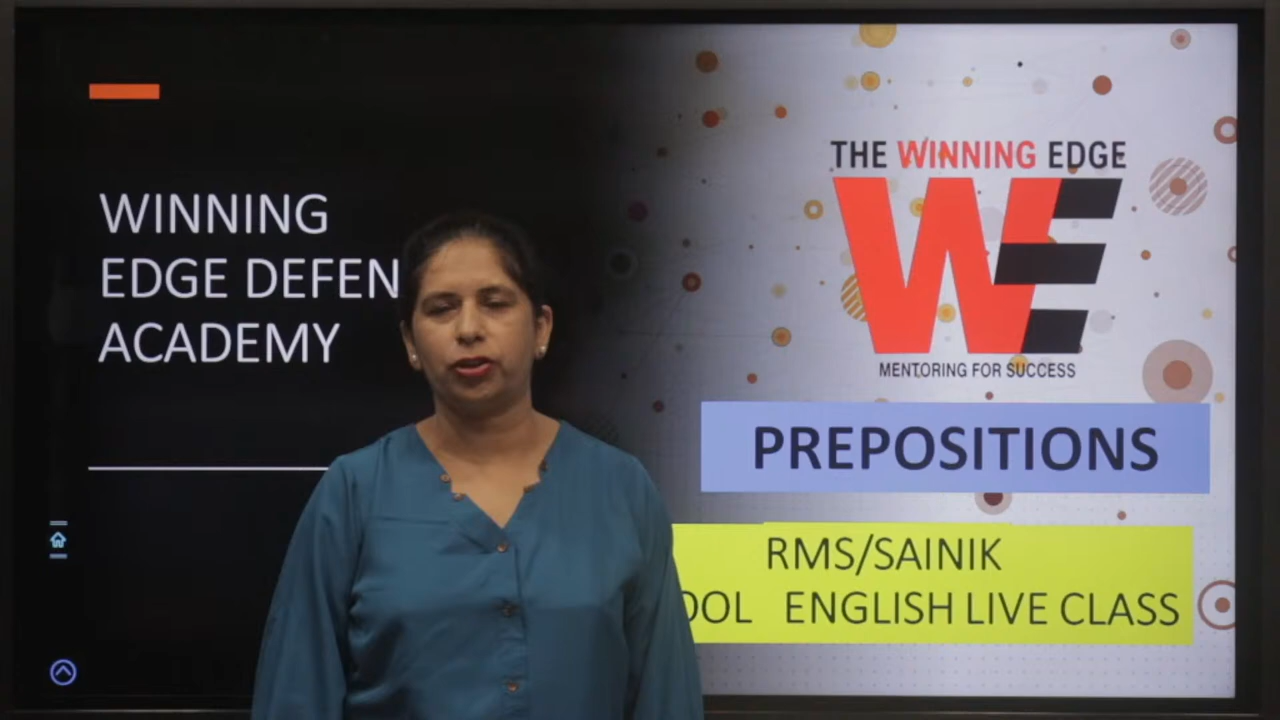 WINNING
EDGE DEFEN
ACADEMY
THE WINNING EDGE
WE
MENTORING FOR SUCCESS
PREPOSITIONS
RMS/SAINIK
OOL ENGLISH LIVE CLASS